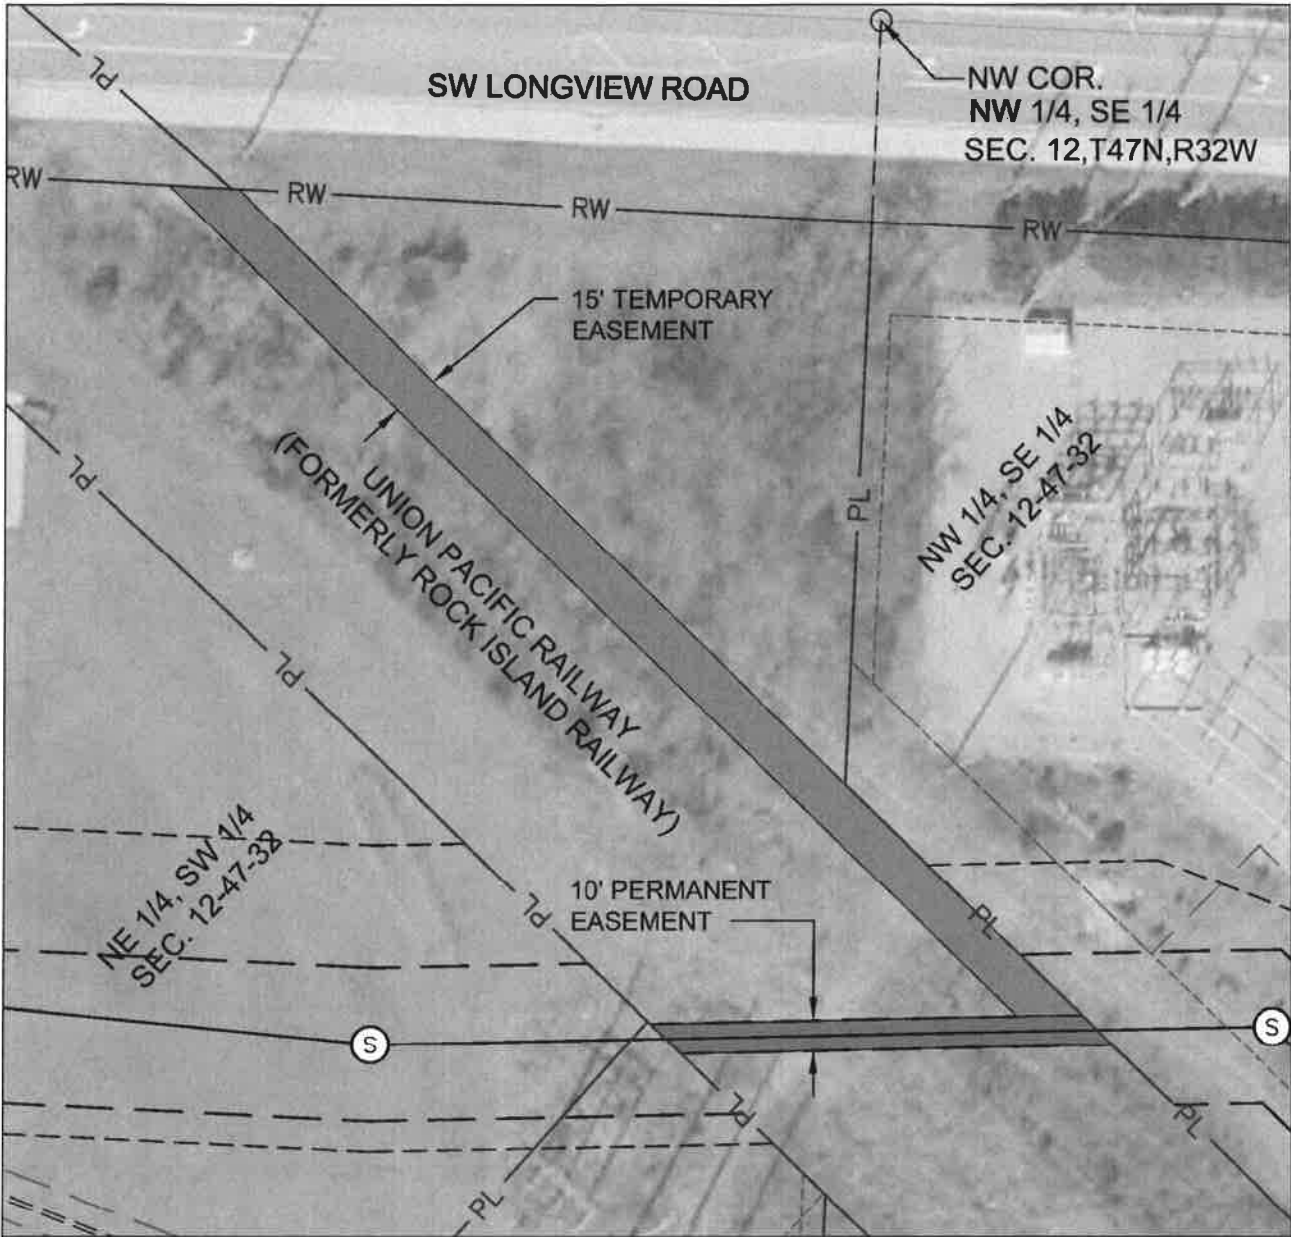 PL
SW LONGVIEW ROAD
NW COR.
NW 1/4, SE 1/4
SEC. 12,T47N,R32W
RW
RW
RW
RW
15' TEMPORARY
EASEMENT
PL
PL
NW 1/4, SE 1/4
SEC. 12-47-32
UNION PACIFIC RAILWAY
(FORMERLY ROCK ISLAND RAILWAY)
PL
NE 1/4, SW 1/4
SEC. 12-47-32
10' PERMANENT
EASEMENT
PL
PL
S
S
PL
PL
PL